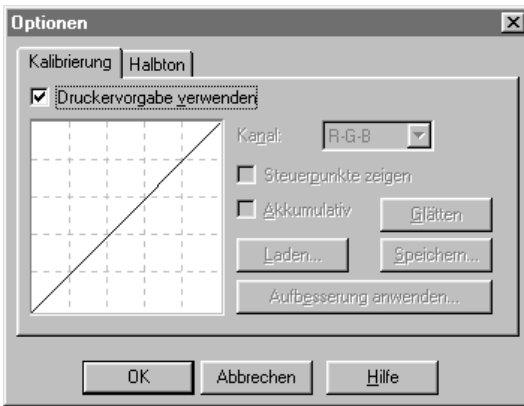 Optionen
Kalibrierung Halbton
Druckervorgabe verwenden
Kanal: R-G-B
Steuerpunkte zeigen
Akkumulativ Glätten
Laden... Speichern...
Aufbesserung anwenden...
OK Abbrechen Hilfe